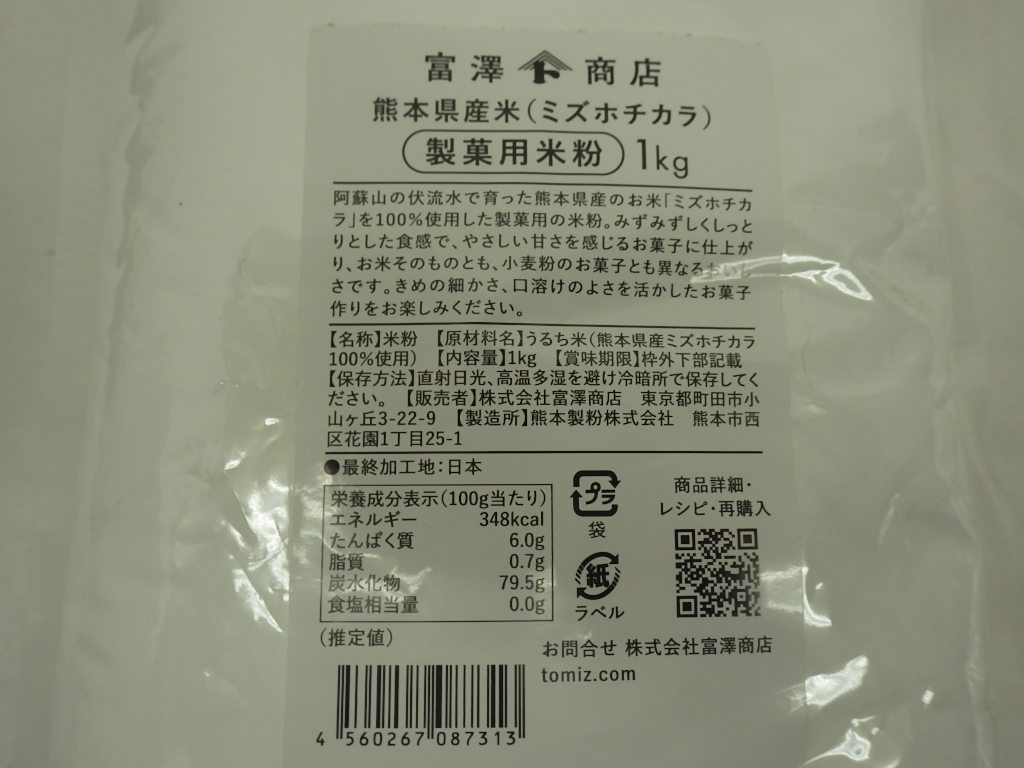 富澤 ト 商店
熊本県産米(ミズホチカラ)
製菓用米粉 1kg
阿蘇山の伏流水で育った熊本県産のお米「ミズホチカ
ラ」を100%使用した製菓用の米粉。みずみずしくしっと
りとした食感で、やさしい甘さを感じるお菓子に仕上が
り、お米そのものとも、小麦粉のお菓子とも異なるおいし
さです。きめの細かさ、口溶けのよさを活かしたお菓子
作りをお楽しみください。
【名称】米粉 【原材料名】うるち米(熊本県産ミズホチカラ
100%使用) 【内容量】1kg 【賞味期限】枠外下部記載
【保存方法】直射日光、高温多湿を避け冷暗所で保存してく
ださい。 【販売者】株式会社富澤商店 東京都町田市小
山ヶ丘3-22-9 【製造所】熊本製粉株式会社 熊本市西
区花園1丁目25-1
●最終加工地:日本
栄養成分表示(100g当たり)
エネルギー 348kcal
たんぱく質 6.0g
脂質 0.7g
炭水化物 79.5g
食塩相当量 0.0g
(推定値)
プラ
袋
紙
ラベル
商品詳細・
レシピ・再購入
お問合せ 株式会社富澤商店
tomiz.com
4 560267 087313